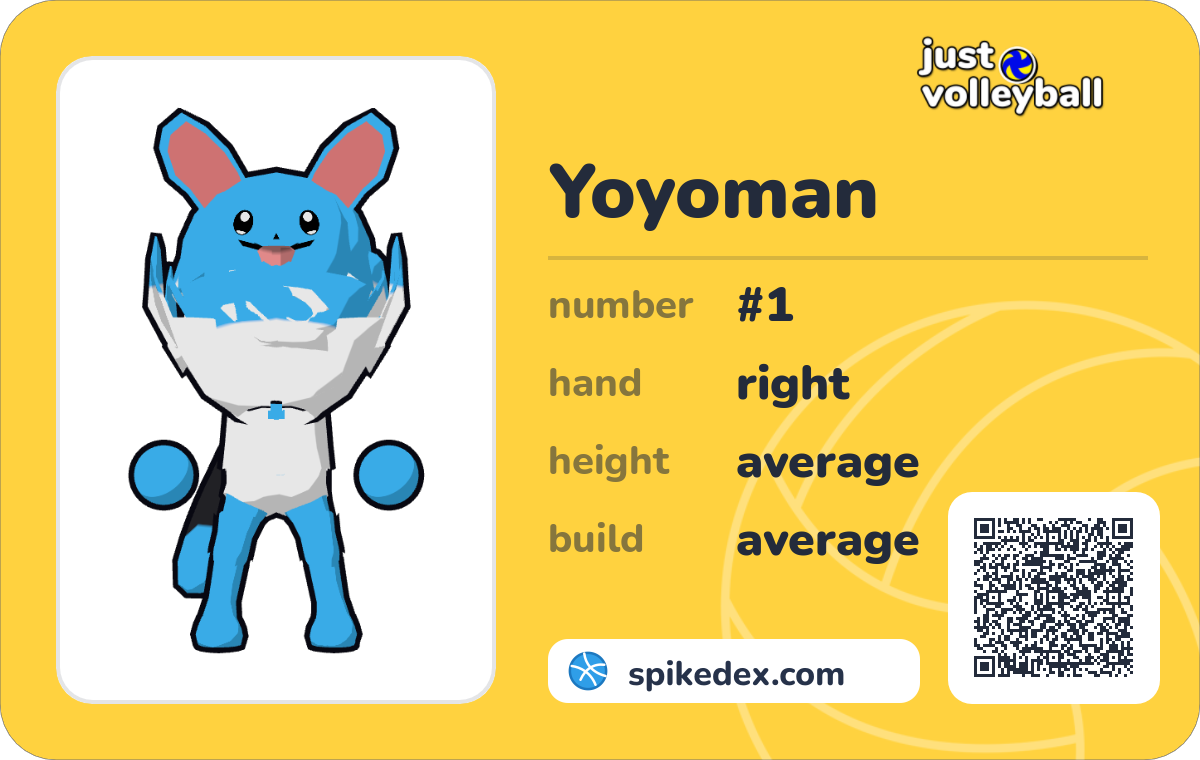 just
volleyball
Yoyoman
number #1
hand right
height average
build average
spikedex.com